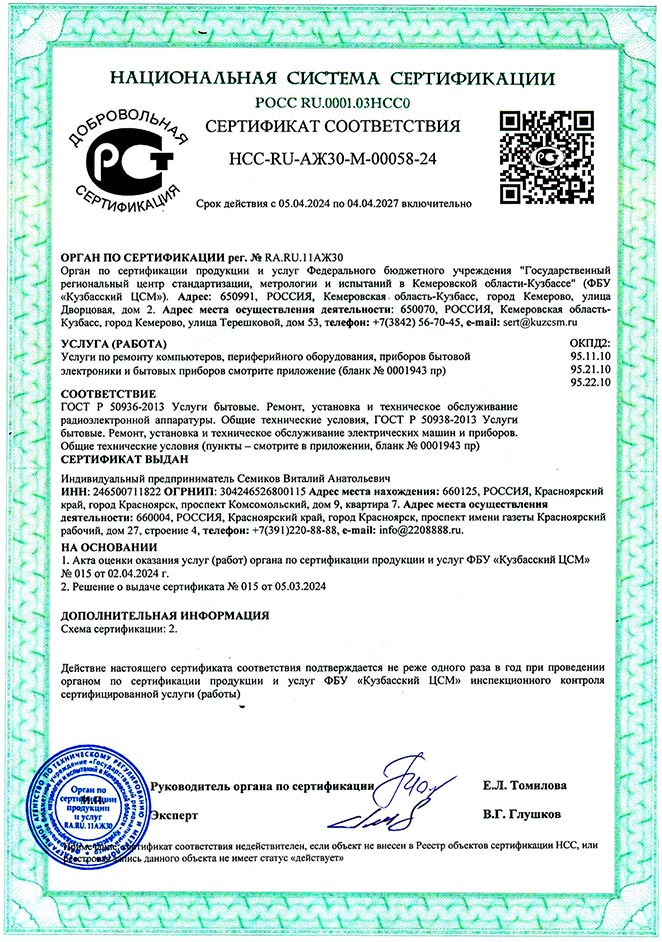 НАЦИОНАЛЬНАЯ СИСТЕМА СЕРТИФИКАЦИИ
РОСС RU.0001.03НСС0
СЕРТИФИКАТ СООТВЕТСТВИЯ
НСС-RU-АЖ30-М-00058-24
ДОБРОВОЛЬНАЯ
РСТ
СЕРТИФИКАЦИЯ
Срок действия с 05.04.2024 по 04.04.2027 включительно
ОРГАН ПО СЕРТИФИКАЦИИ рег. № RA.RU.11АЖ30
Орган по сертификации продукции и услуг Федерального бюджетного учреждения "Государственный
региональный центр стандартизации, метрологии и испытаний в Кемеровской области-Кузбассе" (ФБУ
«Кузбасский ЦСМ»). Адрес: 650991, РОССИЯ, Кемеровская область-Кузбасс, город Кемерово, улица
Дворцовая, дом 2. Адрес места осуществления деятельности: 650070, РОССИЯ, Кемеровская область-
Кузбасс, город Кемерово, улица Терешковой, дом 53, телефон: +7(3842) 56-70-45, e-mail: sert@kuzcsm.ru
УСЛУГА (РАБОТА)
ОКПД2:
Услуги по ремонту компьютеров, периферийного оборудования, приборов бытовой
95.11.10
электроники и бытовых приборов смотрите приложение (бланк № 0001943 пр)
95.21.10
95.22.10
СООТВЕТСТВИЕ
ГОСТ Р 50936-2013 Услуги бытовые. Ремонт, установка и техническое обслуживание
радиоэлектронной аппаратуры. Общие технические условия, ГОСТ Р 50938-2013 Услуги
бытовые. Ремонт, установка и техническое обслуживание электрических машин и приборов.
Общие технические условия (пункты – смотрите в приложении, бланк № 0001943 пр)
СЕРТИФИКАТ ВЫДАН
Индивидуальный предприниматель Семиков Виталий Анатольевич
ИНН: 246500711822 ОГРНИП: 304246526800115 Адрес места нахождения: 660125, РОССИЯ, Красноярский
край, город Красноярск, проспект Комсомольский, дом 9, квартира 7. Адрес места осуществления
деятельности: 660004, РОССИЯ, Красноярский край, город Красноярск, проспект имени газеты Красноярский
рабочий, дом 27, строение 4, телефон: +7(391)220-88-88, e-mail: info@2208888.ru.
НА ОСНОВАНИИ
1. Акта оценки оказания услуг (работ) органа по сертификации продукции и услуг ФБУ «Кузбасский ЦСМ»
№ 015 от 02.04.2024 г.
2. Решение о выдаче сертификата № 015 от 05.03.2024
ДОПОЛНИТЕЛЬНАЯ ИНФОРМАЦИЯ
Схема сертификации: 2.
Действие настоящего сертификата соответствия подтверждается не реже одного раза в год при проведении
органом по сертификации продукции и услуг ФБУ «Кузбасский ЦСМ» инспекционного контроля
сертифицированной услуги (работы)
Руководитель органа по сертификации
Е.Л. Томилова
Эксперт
В.Г. Глушков
Орган по
сертификации
М.П.
продукции
и услуг
RA.RU.11АЖ30
Примечание: сертификат соответствия недействителен, если объект не внесен в Реестр объектов сертификации НСС, или
реестровая запись данного объекта не имеет статус «действует»